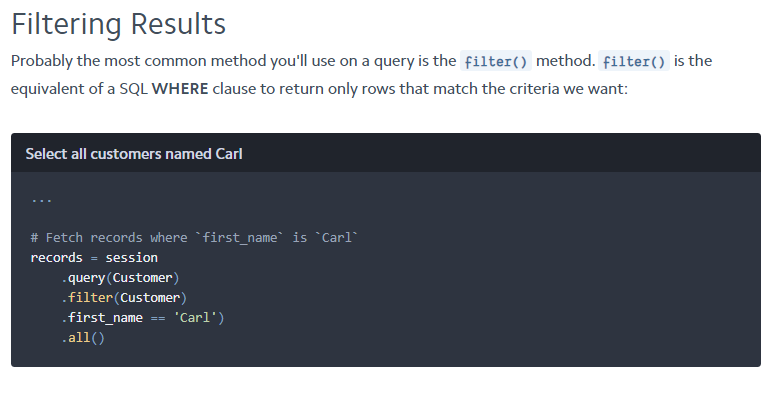 Filtering Results
Probably the most common method you'll use on a query is the filter() method. filter() is the
equivalent of a SQL WHERE clause to return only rows that match the criteria we want:
Select all customers named Carl
...
# Fetch records where `first_name` is `Carl`
records = session
    .query(Customer)
    .filter(Customer)
    .first_name == 'Carl')
    .all()